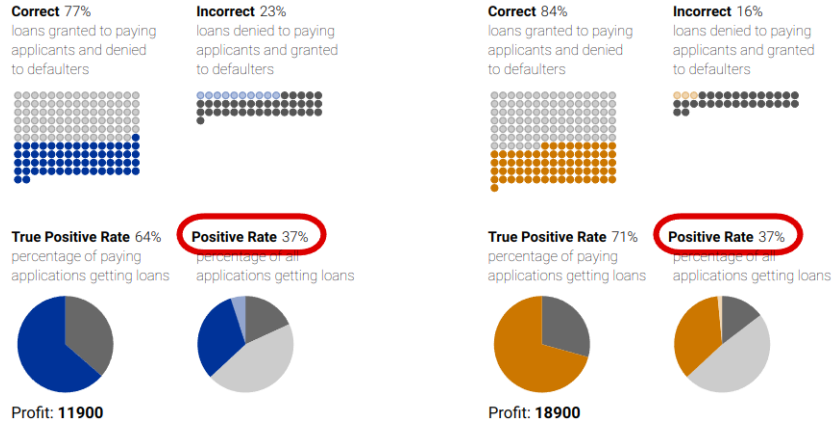 Correct 77%
loans granted to paying
applicants and denied
to defaulters
Incorrect 23%
loans denied to paying
applicants and granted
to defaulters
True Positive Rate 64%
percentage of paying
applications getting loans
Positive Rate 37%
percentage of all
applications getting loans
Profit: 11900
Correct 84%
loans granted to paying
applicants and denied
to defaulters
Incorrect 16%
loans denied to paying
applicants and granted
to defaulters
True Positive Rate 71%
percentage of paying
applications getting loans
Positive Rate 37%
percentage of all
applications getting loans
Profit: 18900